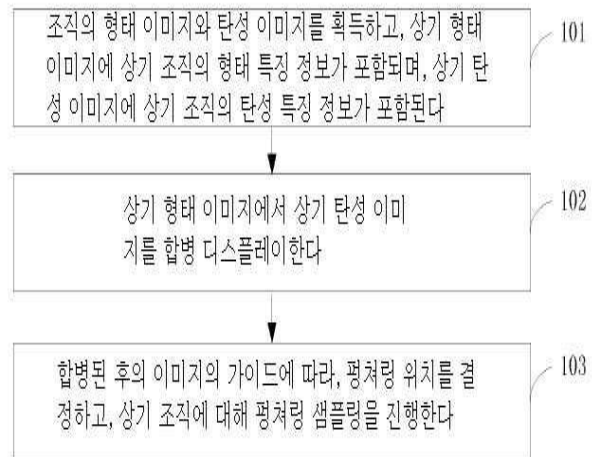 조직의 형태 이미지와 탄성 이미지를 획득하고, 상기 형태
이미지에 상기 조직의 형태 특징 정보가 포함되며, 상기 탄
성 이미지에 상기 조직의 탄성 특징 정보가 포함된다
101
상기 형태 이미지에서 상기 탄성 이미
지를 합병 디스플레이한다
102
합병된 후의 이미지의 가이드에 따라, 펑쳐링 위치를 결
정하고, 상기 조직에 대해 펑쳐링 샘플링을 진행한다
103